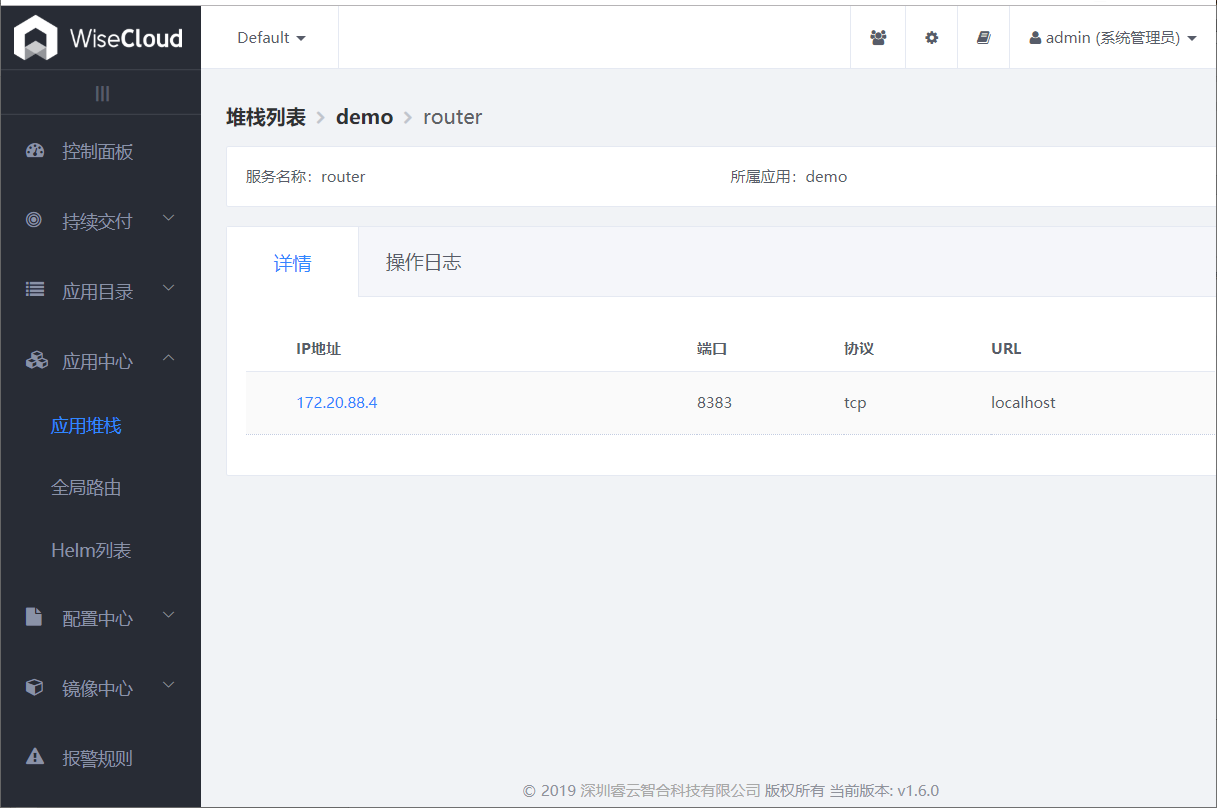 WiseCloud
Default
admin (系统管理员)
控制面板
持续交付
应用目录
应用中心
应用堆栈
全局路由
Helm列表
配置中心
镜像中心
报警规则
堆栈列表 > demo > router
服务名称：router 所属应用：demo
详情 操作日志
IP地址 端口 协议 URL
172.20.88.4 8383 tcp localhost
© 2019 深圳睿云智合科技有限公司 版权所有 当前版本: v1.6.0